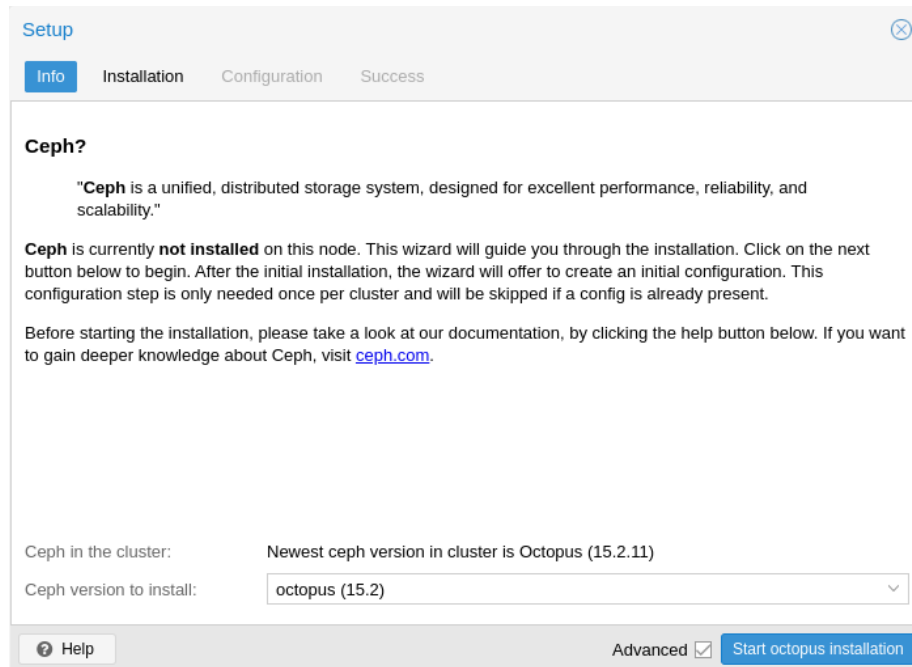 Setup
Info Installation Configuration Success
Ceph?
"Ceph is a unified, distributed storage system, designed for excellent performance, reliability, and
scalability."
Ceph is currently not installed on this node. This wizard will guide you through the installation. Click on the next
button below to begin. After the initial installation, the wizard will offer to create an initial configuration. This
configuration step is only needed once per cluster and will be skipped if a config is already present.
Before starting the installation, please take a look at our documentation, by clicking the help button below. If you want
to gain deeper knowledge about Ceph, visit ceph.com.
Ceph in the cluster: Newest ceph version in cluster is Octopus (15.2.11)
Ceph version to install: octopus (15.2)
Help Advanced Start octopus installation